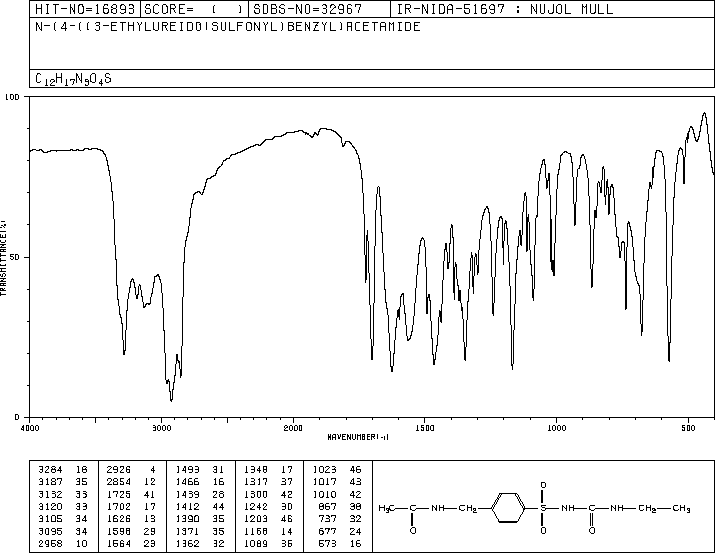 HIT-NO=16893 SCORE= ( ) SDBS-NO=32967 IR-NIDA-51697 : NUJOL MULL
N-(4-((3-ETHYLUREIDO)SULFONYL)BENZYL)ACETAMIDE
C12H17N3O4S
100
50
0
TRANSMITTANCE(%)
4000 3000 2000 1500 1000 500
WAVENUMBER(-1)
3284 18 2926 4 1493 31 1348 17 1023 46
3187 35 2854 12 1466 16 1317 37 1017 43
3132 33 1725 41 1439 28 1300 42 1010 42
3120 33 1702 17 1412 44 1242 30 867 38
3105 34 1626 13 1390 35 1203 46 737 32
3095 34 1598 29 1371 35 1168 14 677 24
2958 10 1564 23 1362 32 1089 35 573 16
O
H3C C NH CH2 S NH C NH CH2 CH3
O O O